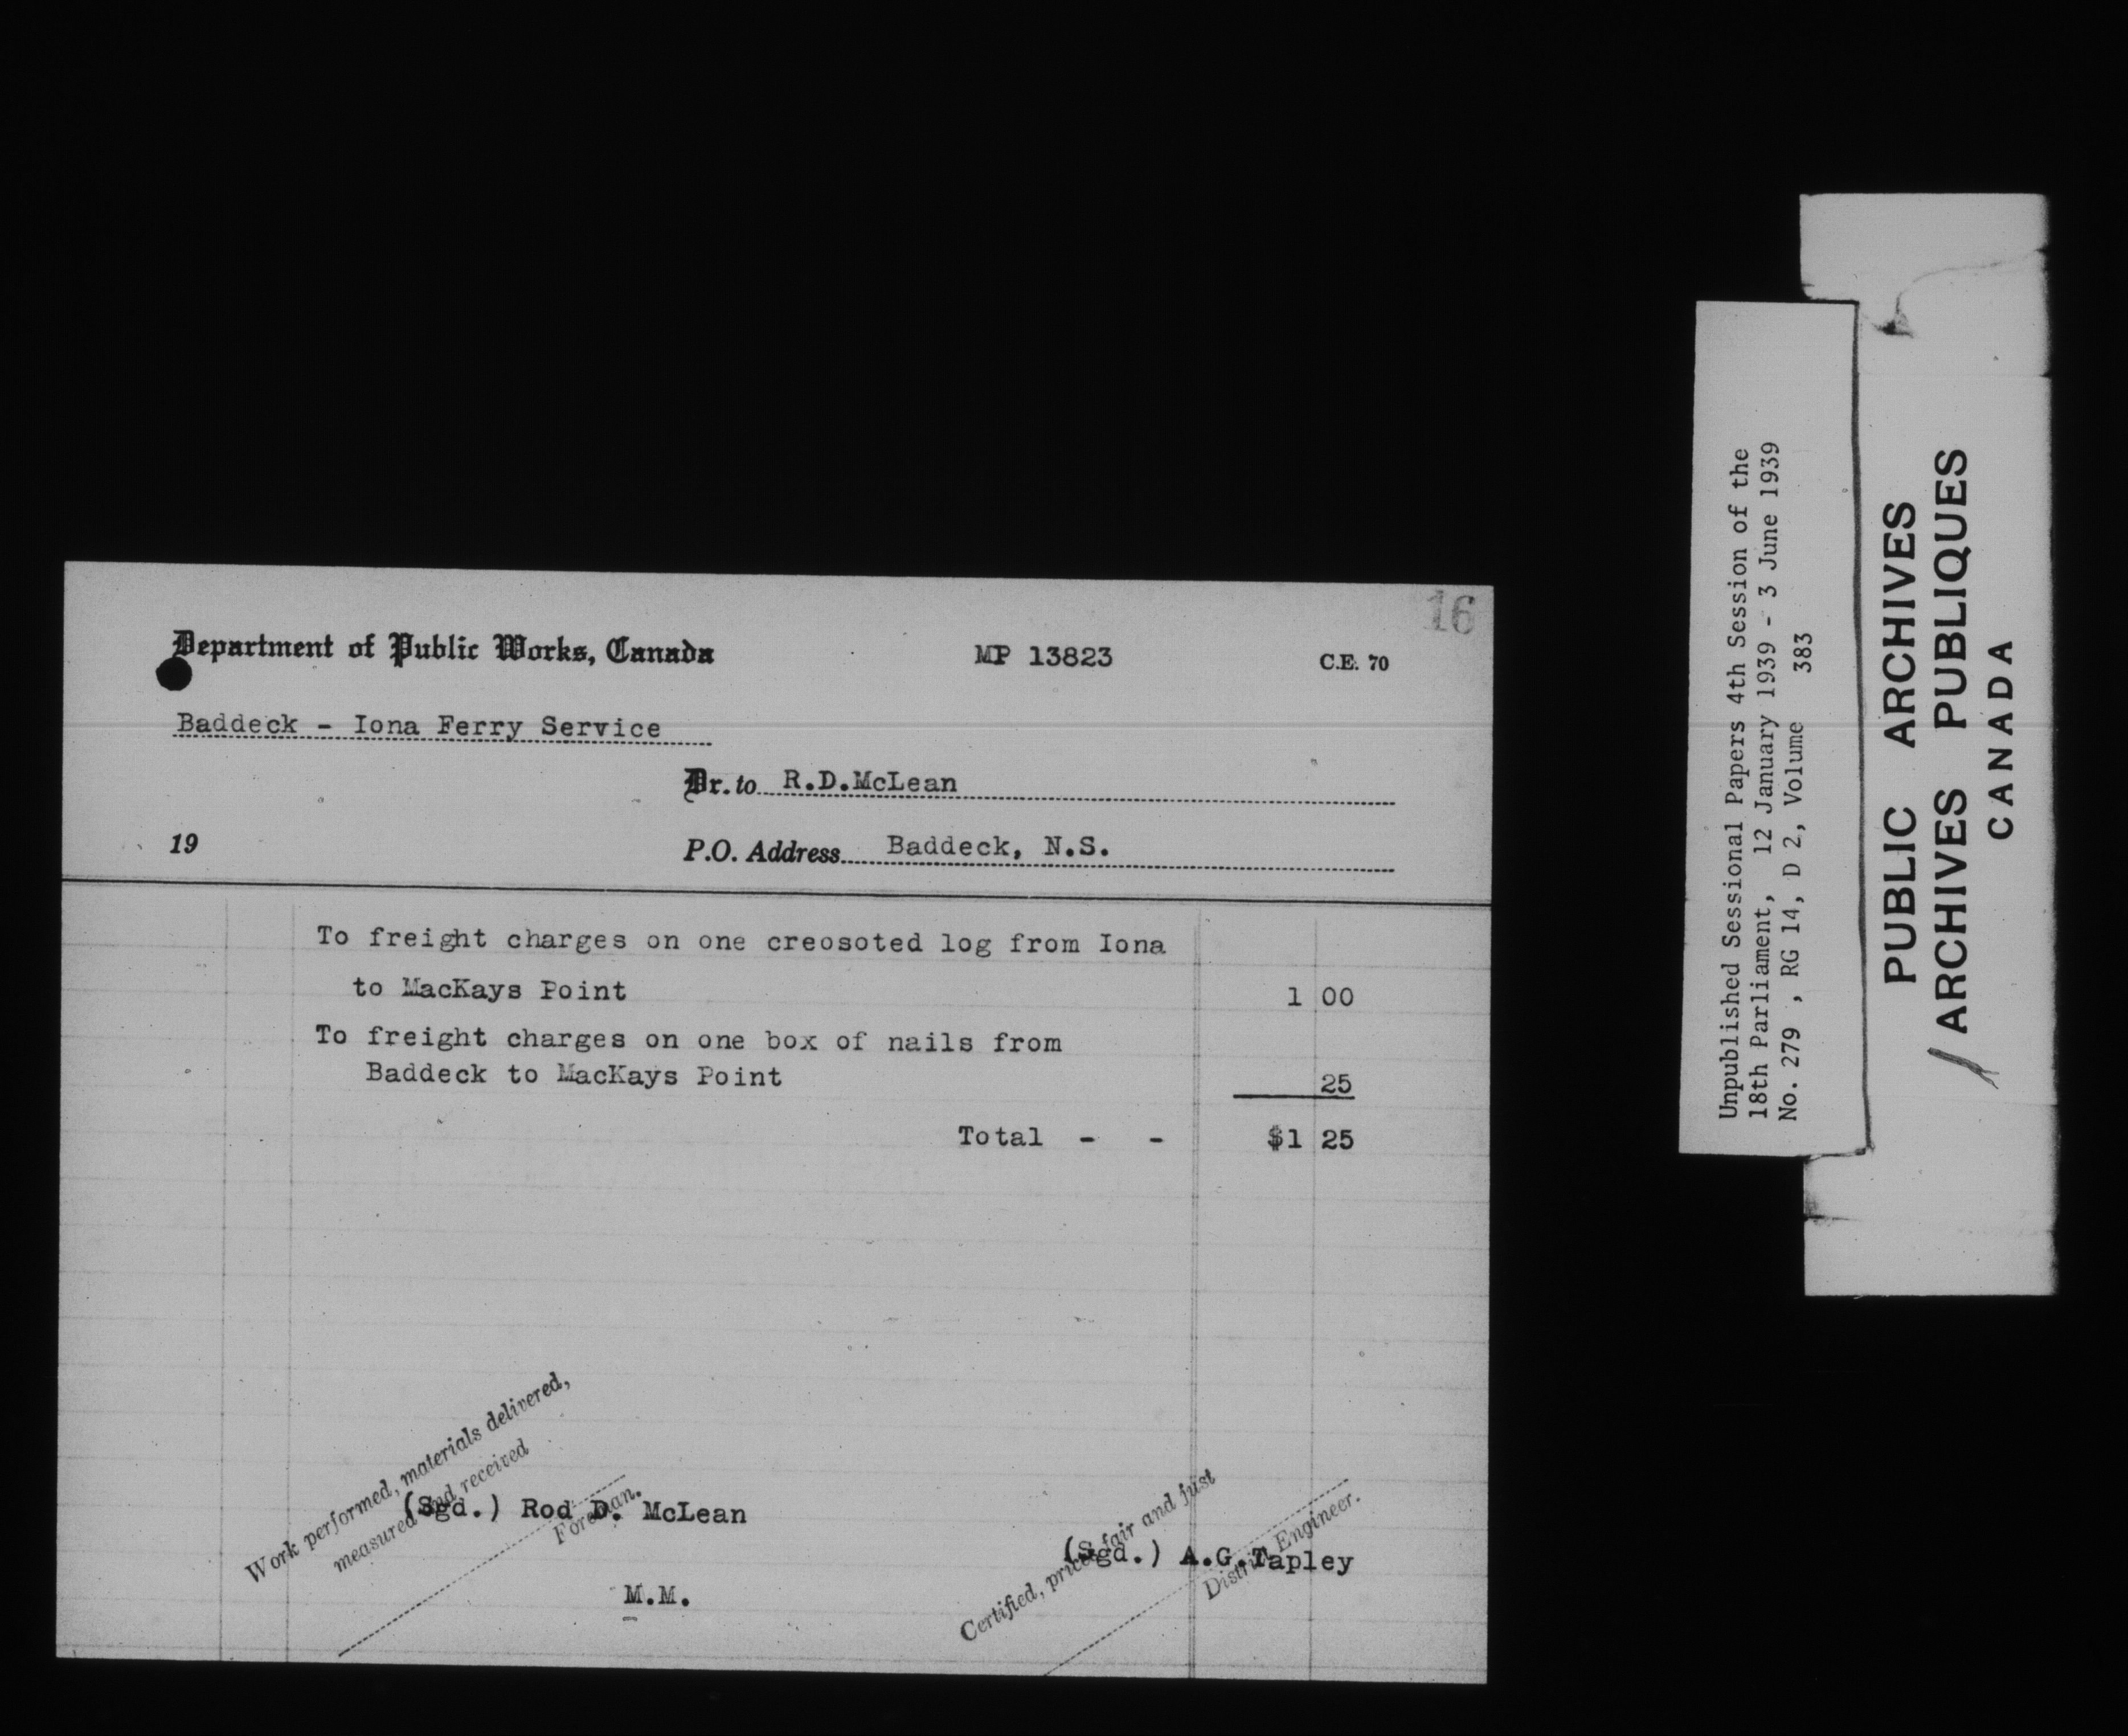 16
Department of Public Works, Canada MP 13823 C.E. 70
Baddeck - Iona Ferry Service
Dr. to R.D.McLean
19 P.O. Address Baddeck, N.S.
To freight charges on one creosoted log from Iona
to MacKays Point 1 00
To freight charges on one box of nails from
Baddeck to MacKays Point 25
Total - - $1 25
Work performed, materials delivered,
measured and received
(Sgd.) Rod D. McLean
Foreman.
M.M.
Certified, prices fair and just
(Sgd.) A.G.Tapley
District Engineer.
Unpublished Sessional Papers 4th Session of the
18th Parliament, 12 January 1939 - 3 June 1939
No. 279 , RG 14, D 2, Volume 383
PUBLIC ARCHIVES
ARCHIVES PUBLIQUES
CANADA